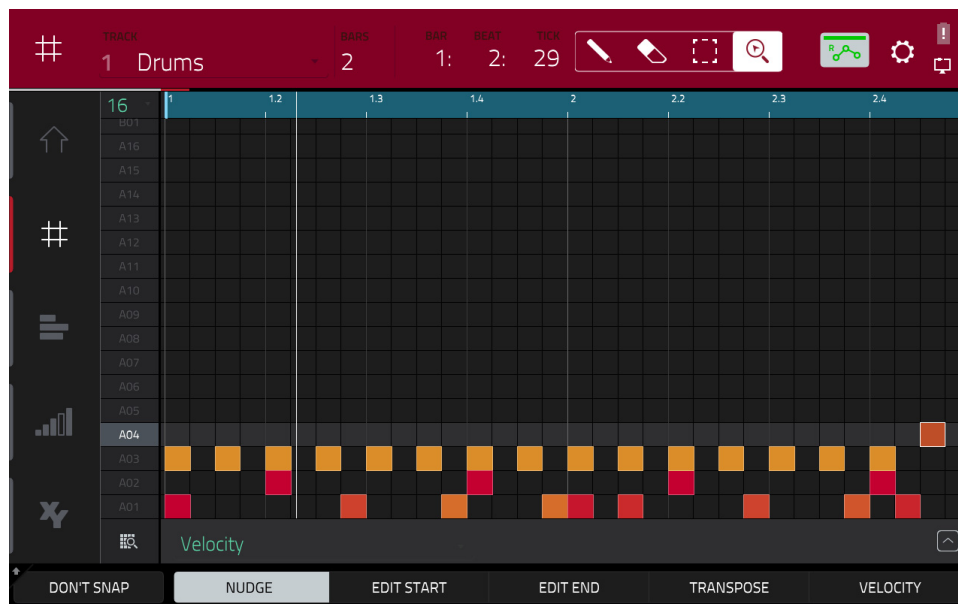 TRACK BARS BAR BEAT TICK
1 Drums 2 1: 2: 29
R
!
16 1 1.2 1.3 1.4 2 2.2 2.3 2.4
B01
A16
A15
A14
A13
A12
A11
A10
A09
A08
A07
A06
A05
A04
A03
A02
A01
XY
Velocity
DON'T SNAP NUDGE EDIT START EDIT END TRANSPOSE VELOCITY